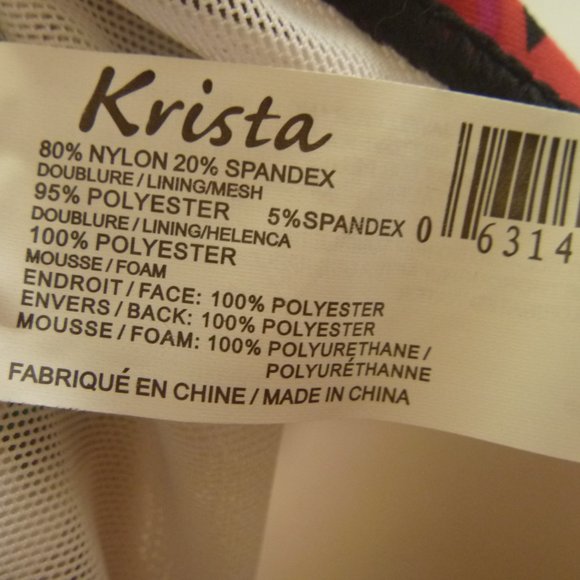 Krista
80% NYLON 20% SPANDEX
DOUBLURE / LINING/MESH
95% POLYESTER 5%SPANDEX
DOUBLURE / LINING/HELENCA
100% POLYESTER
MOUSSE / FOAM
ENDROIT / FACE: 100% POLYESTER
ENVERS / BACK: 100% POLYESTER
MOUSSE / FOAM: 100% POLYURETHANE /
POLYURÉTHANNE
FABRIQUÉ EN CHINE / MADE IN CHINA
0 6314